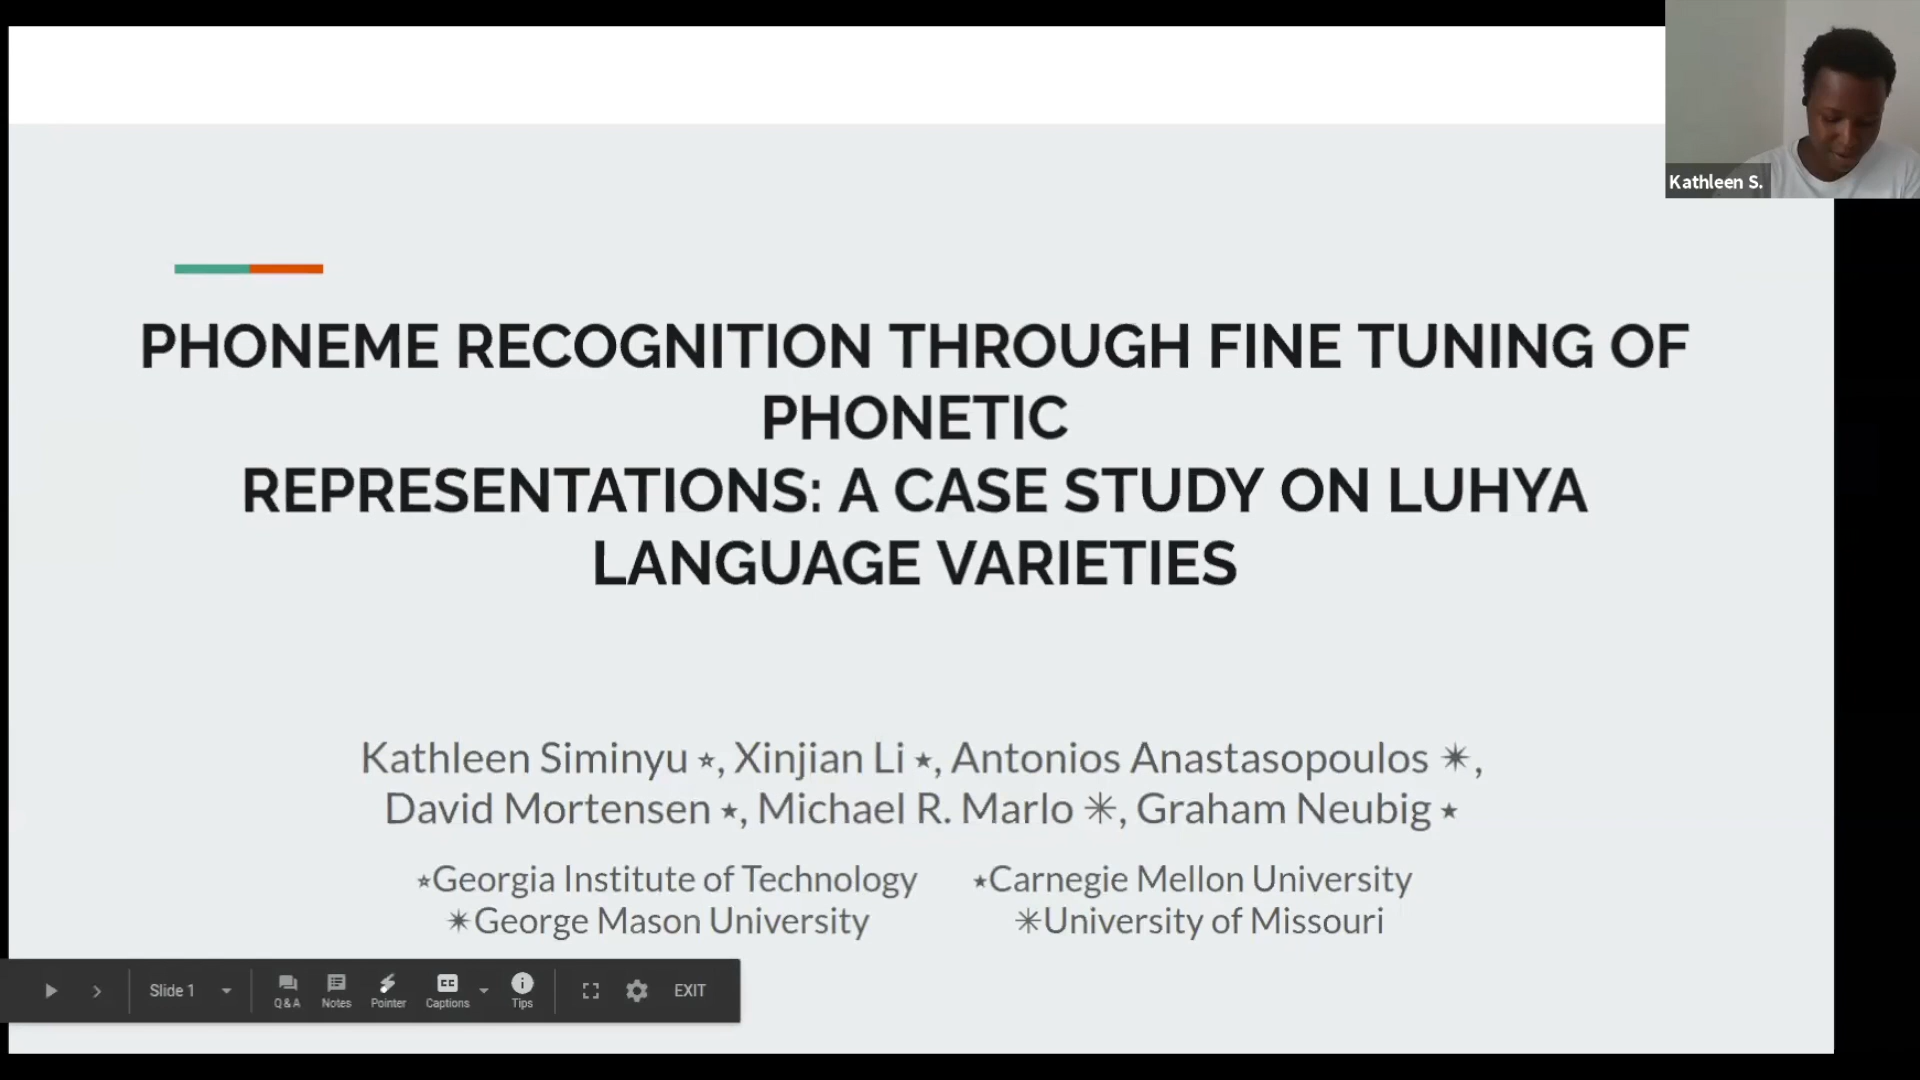 Kathleen S.
PHONEME RECOGNITION THROUGH FINE TUNING OF
PHONETIC
REPRESENTATIONS: A CASE STUDY ON LUHYA
LANGUAGE VARIETIES
Kathleen Siminyu ⋆, Xinjian Li ★, Antonios Anastasopoulos ✷,
David Mortensen ★, Michael R. Marlo ✳, Graham Neubig ★
⋆Georgia Institute of Technology ★Carnegie Mellon University
✷George Mason University ✳University of Missouri
Slide 1 Q&A Notes Pointer CC Captions Tips EXIT